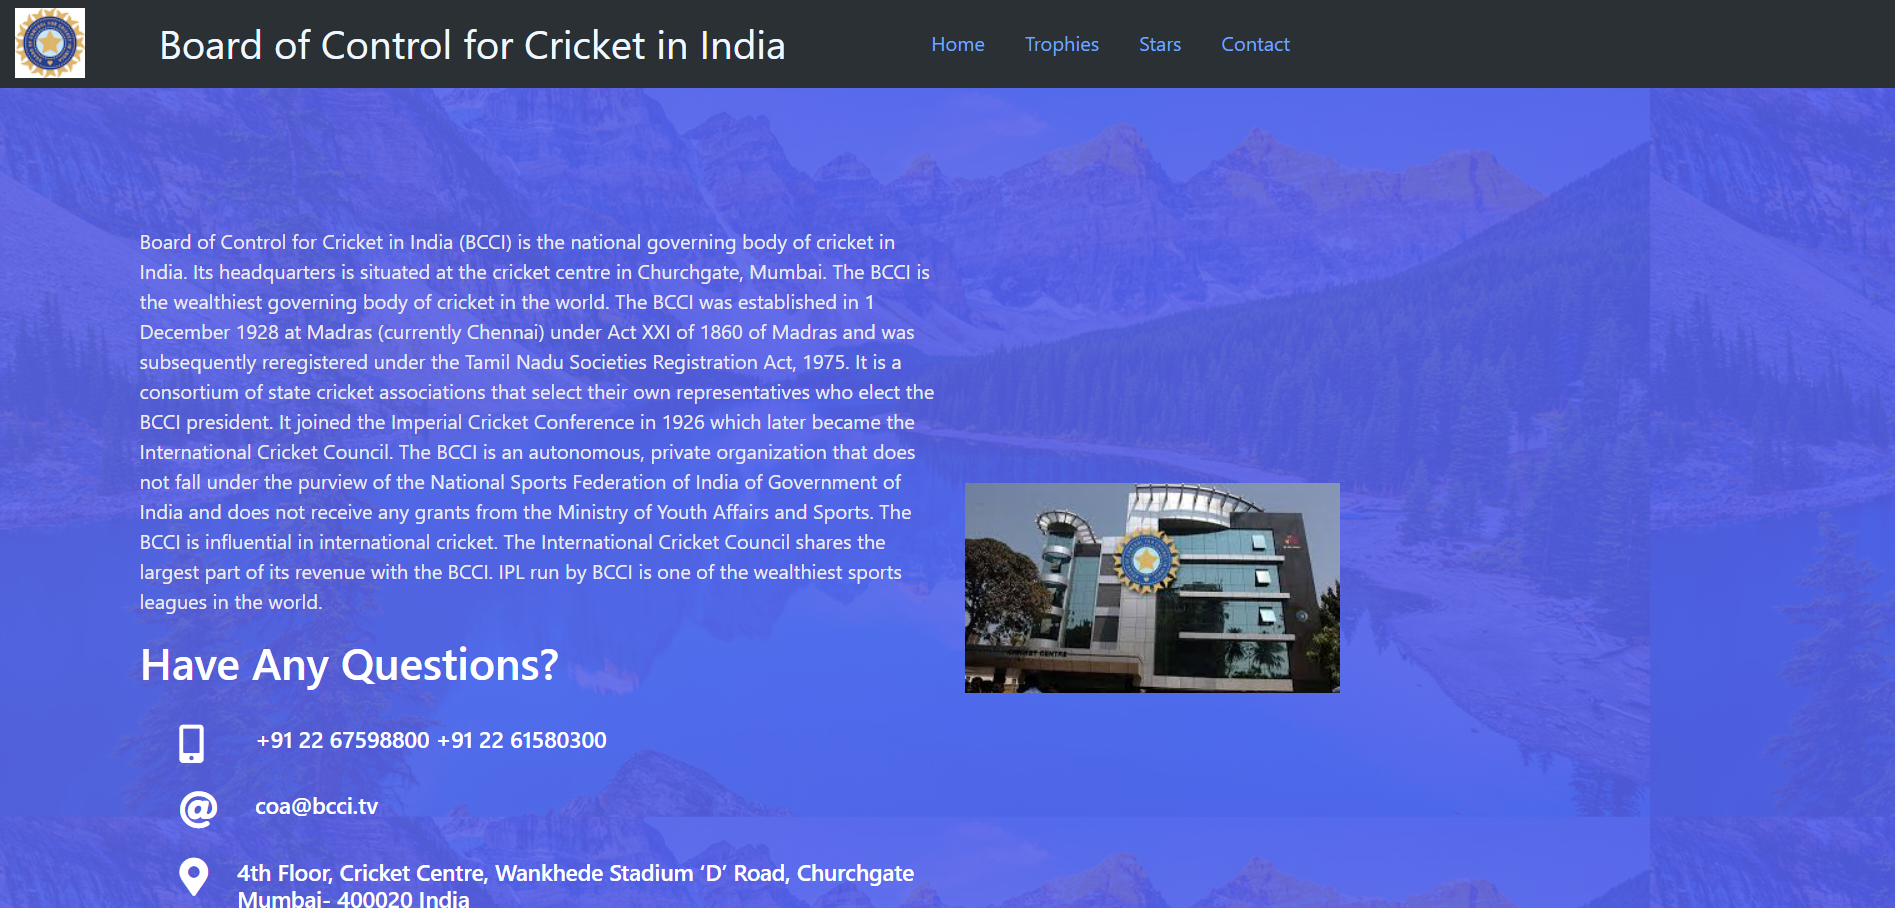 Board of Control for Cricket in India
Home Trophies Stars Contact
Board of Control for Cricket in India (BCCI) is the national governing body of cricket in
India. Its headquarters is situated at the cricket centre in Churchgate, Mumbai. The BCCI is
the wealthiest governing body of cricket in the world. The BCCI was established in 1
December 1928 at Madras (currently Chennai) under Act XXI of 1860 of Madras and was
subsequently reregistered under the Tamil Nadu Societies Registration Act, 1975. It is a
consortium of state cricket associations that select their own representatives who elect the
BCCI president. It joined the Imperial Cricket Conference in 1926 which later became the
International Cricket Council. The BCCI is an autonomous, private organization that does
not fall under the purview of the National Sports Federation of India of Government of
India and does not receive any grants from the Ministry of Youth Affairs and Sports. The
BCCI is influential in international cricket. The International Cricket Council shares the
largest part of its revenue with the BCCI. IPL run by BCCI is one of the wealthiest sports
leagues in the world.
CRICKET CENTRE
Have Any Questions?
+91 22 67598800 +91 22 61580300
coa@bcci.tv
4th Floor, Cricket Centre, Wankhede Stadium ‘D’ Road, Churchgate
Mumbai- 400020 India